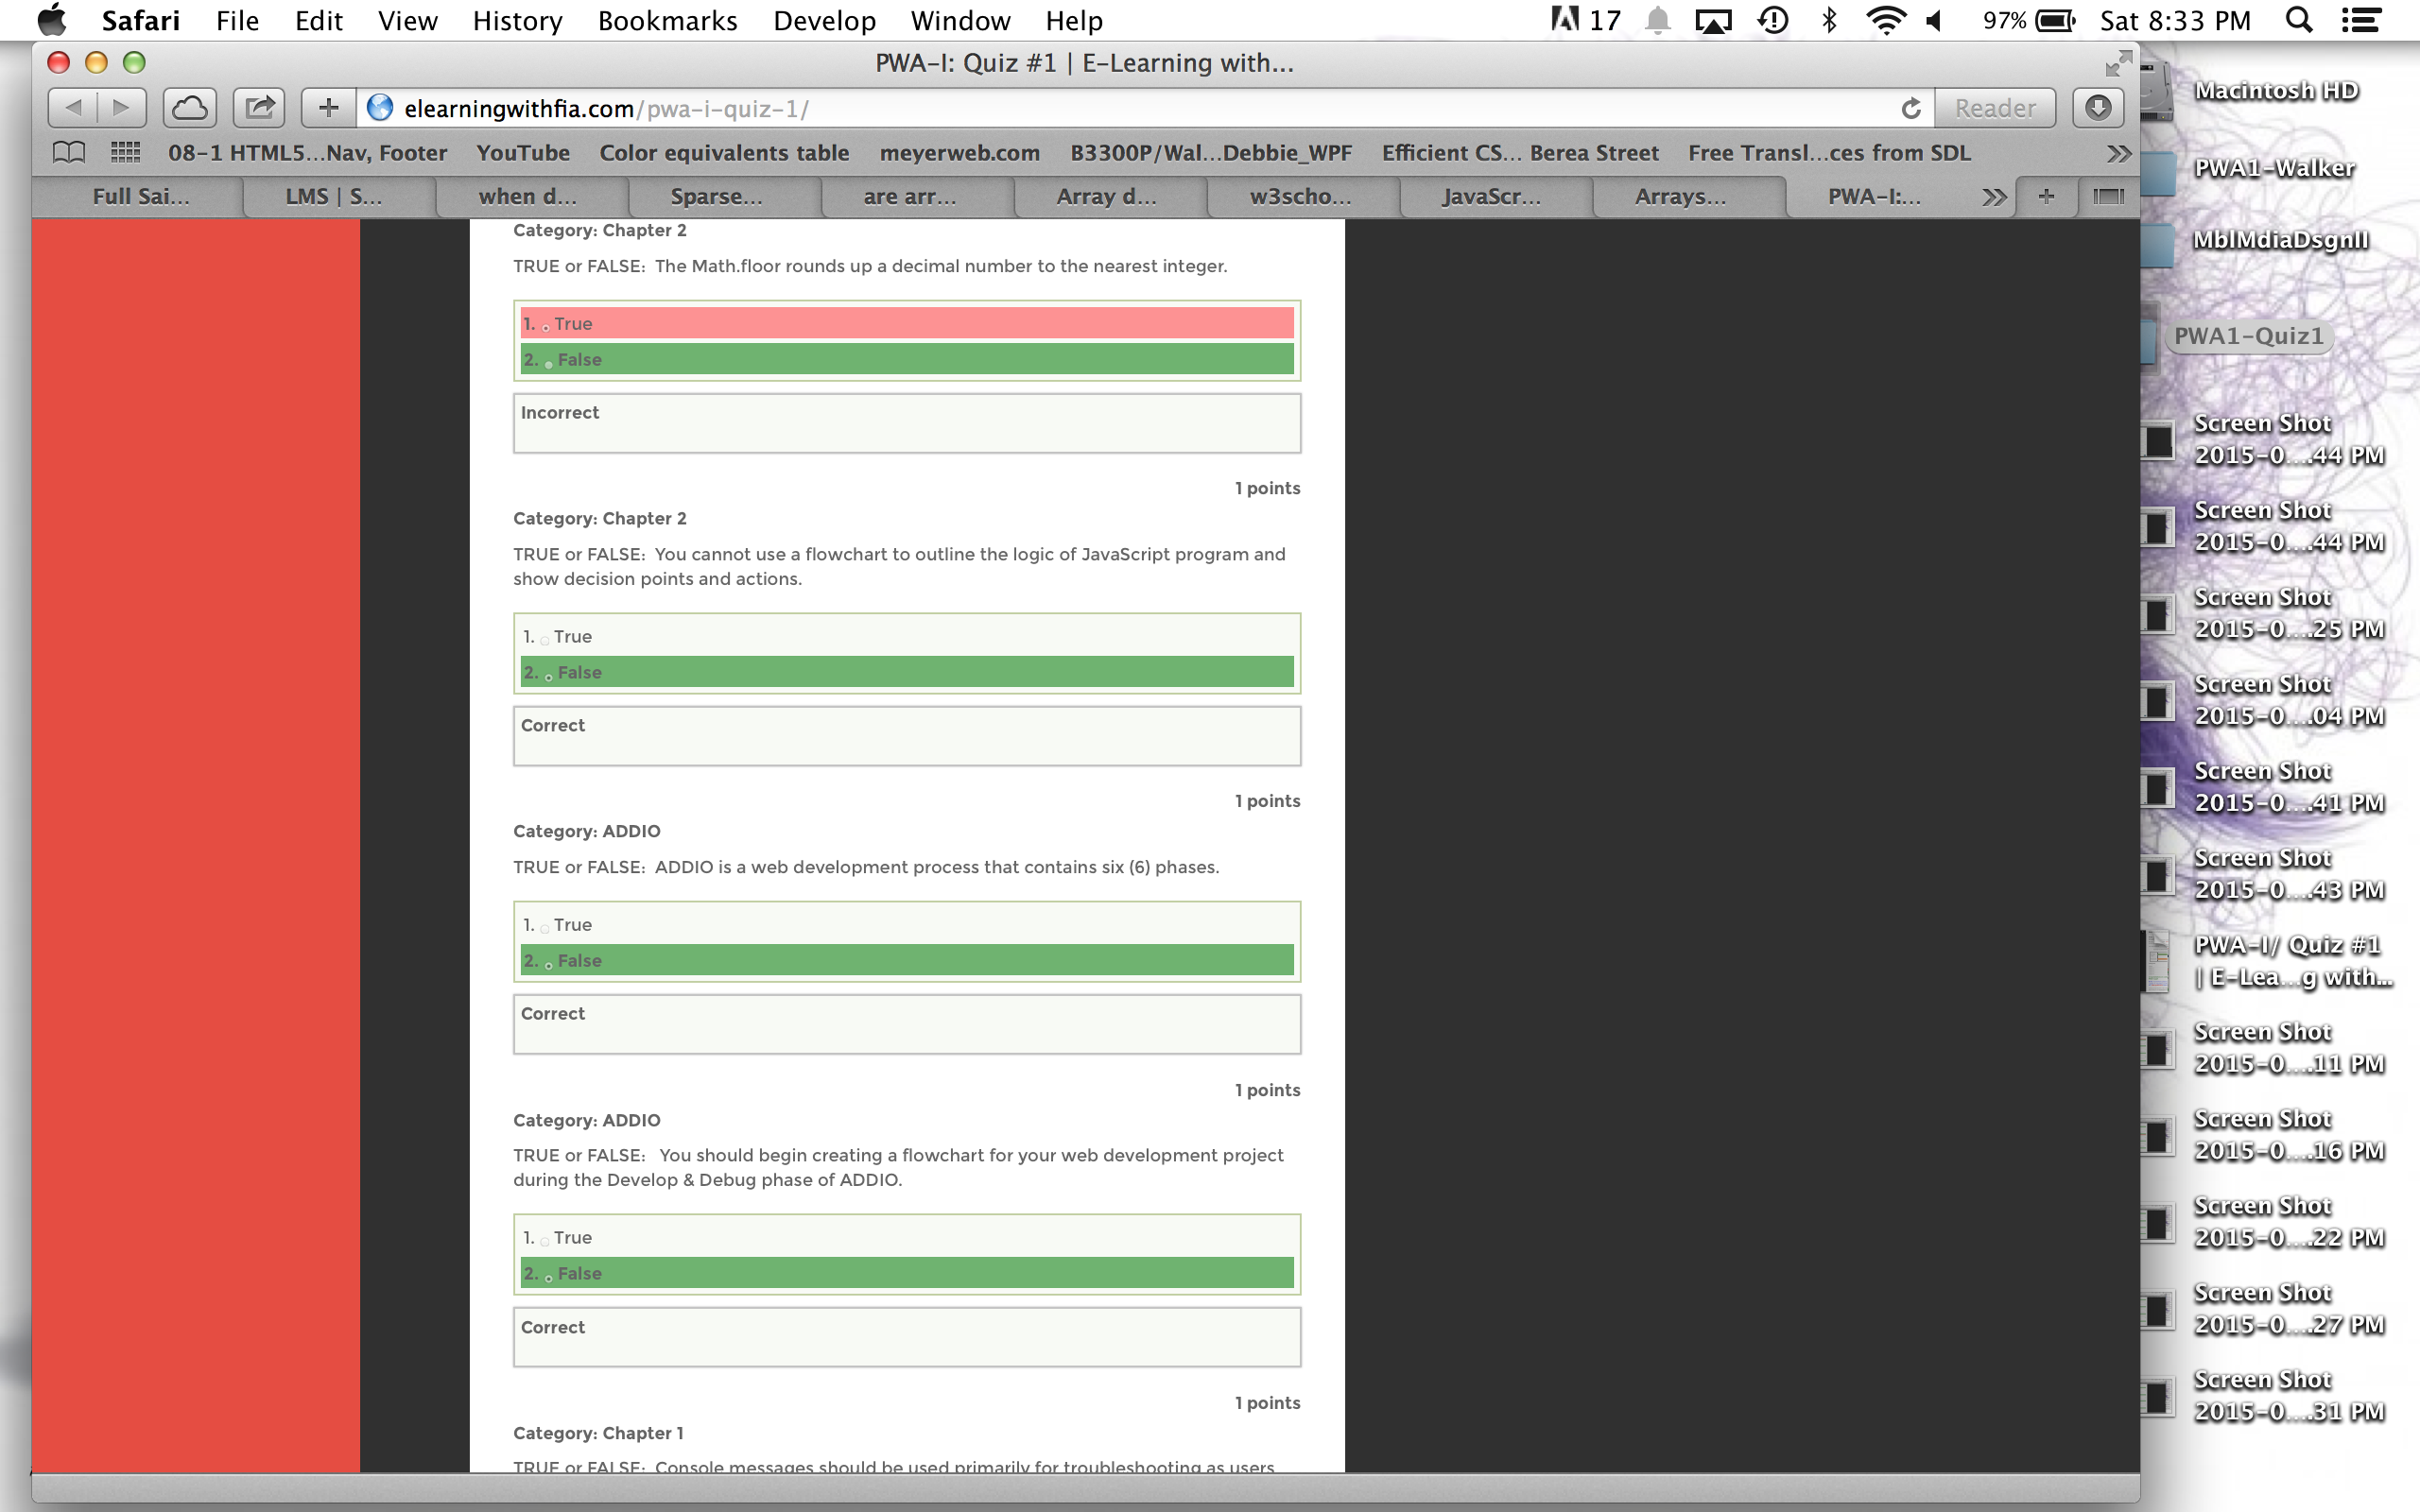 Safari File Edit View History Bookmarks Develop Window Help 17 97% Sat 8:33 PM
PWA-I: Quiz #1 | E-Learning with...
elearningwithfia.com/pwa-i-quiz-1/
Reader
08-1 HTML5...Nav, Footer YouTube Color equivalents table meyerweb.com B3300P/Wal...Debbie_WPF Efficient CS... Berea Street Free Transl...ces from SDL
Full Sai... LMS | S... when d... Sparse... are arr... Array d... w3scho... JavaScr... Arrays... PWA-I:...
Category: Chapter 2
TRUE or FALSE: The Math.floor rounds up a decimal number to the nearest integer.
1. True
2. False
Incorrect
1 points
Category: Chapter 2
TRUE or FALSE: You cannot use a flowchart to outline the logic of JavaScript program and
show decision points and actions.
1. True
2. False
Correct
1 points
Category: ADDIO
TRUE or FALSE: ADDIO is a web development process that contains six (6) phases.
1. True
2. False
Correct
1 points
Category: ADDIO
TRUE or FALSE: You should begin creating a flowchart for your web development project
during the Develop & Debug phase of ADDIO.
1. True
2. False
Correct
1 points
Category: Chapter 1
TRUE or FALSE: Console messages should be used primarily for troubleshooting as users
Macintosh HD
PWA1-Walker
MblMdiaDsgnII
PWA1-Quiz1
Screen Shot
2015-0....44 PM
Screen Shot
2015-0....44 PM
Screen Shot
2015-0....25 PM
Screen Shot
2015-0....04 PM
Screen Shot
2015-0....41 PM
Screen Shot
2015-0....43 PM
PWA-I/ Quiz #1
| E-Lea...g with...
Screen Shot
2015-0....11 PM
Screen Shot
2015-0....16 PM
Screen Shot
2015-0....22 PM
Screen Shot
2015-0....27 PM
Screen Shot
2015-0....31 PM